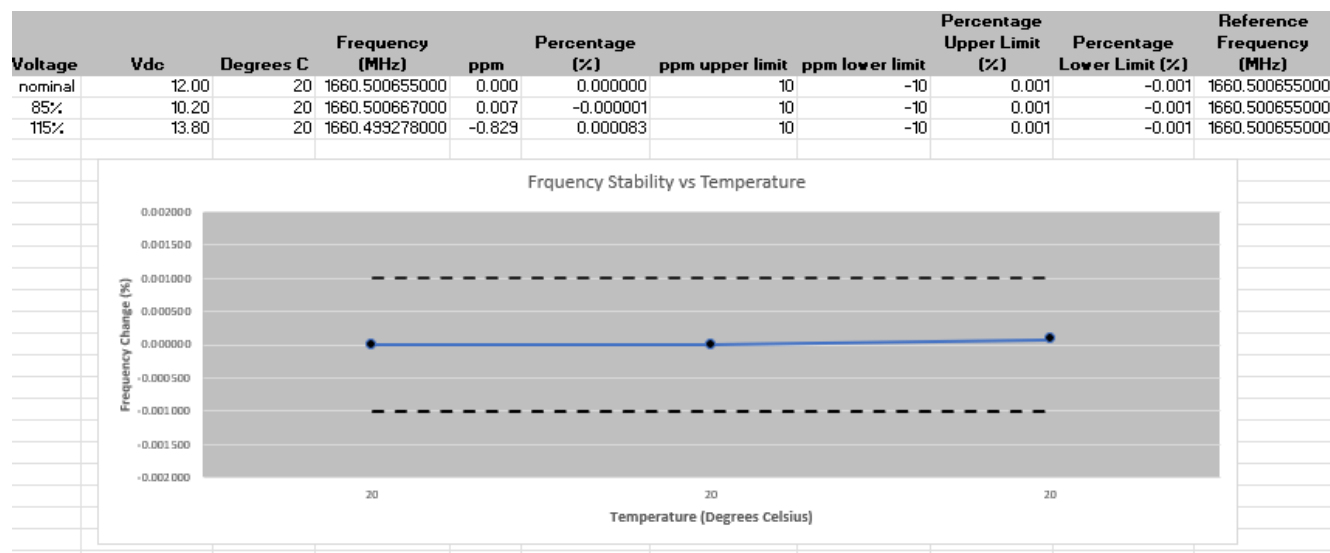 Voltage Vdc Degrees C Frequency (MHz) ppm Percentage (%) ppm upper limit ppm lower limit Percentage Upper Limit (%) Percentage Lower Limit (%) Reference Frequency (MHz)
nominal 12.00 20 1660.500655000 0.000 0.000000 10 -10 0.001 -0.001 1660.500655000
85% 10.20 20 1660.500667000 0.007 -0.000001 10 -10 0.001 -0.001 1660.500655000
115% 13.80 20 1660.499278000 -0.829 0.000083 10 -10 0.001 -0.001 1660.500655000
Frquency Stability vs Temperature
Frequency Change (%)
0.002000
0.001500
0.001000
0.000500
0.000000
-0.000500
-0.001000
-0.001500
-0.002000
20 20 20
Temperature (Degrees Celsius)